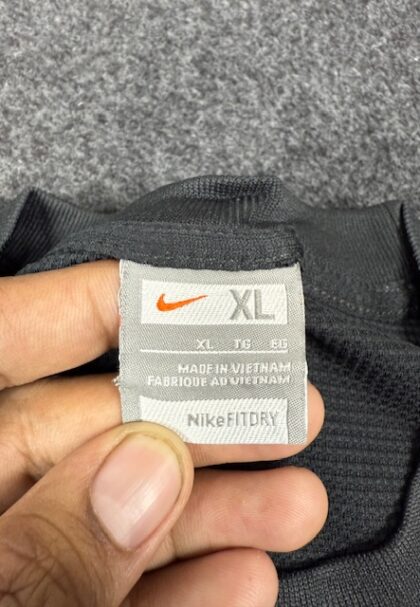 XL
XL TG EG
MADE IN VIETNAM
FABRIQUE AU VIETNAM
NikeFITDRY